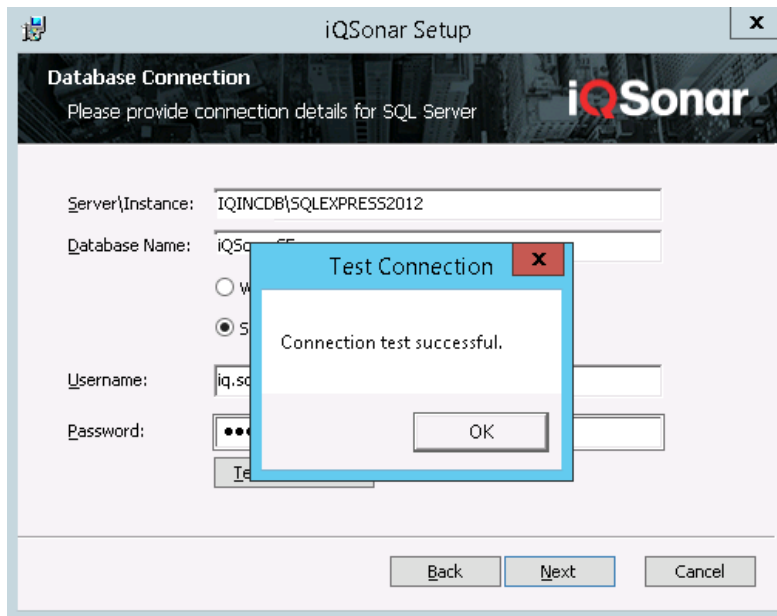 iQSonar Setup
Database Connection
Please provide connection details for SQL Server
iQSonar
Server\Instance: IQINCDB\SQLEXPRESS2012
Database Name:
Test Connection
Connection test successful.
OK
Username:
Password:
Back Next Cancel